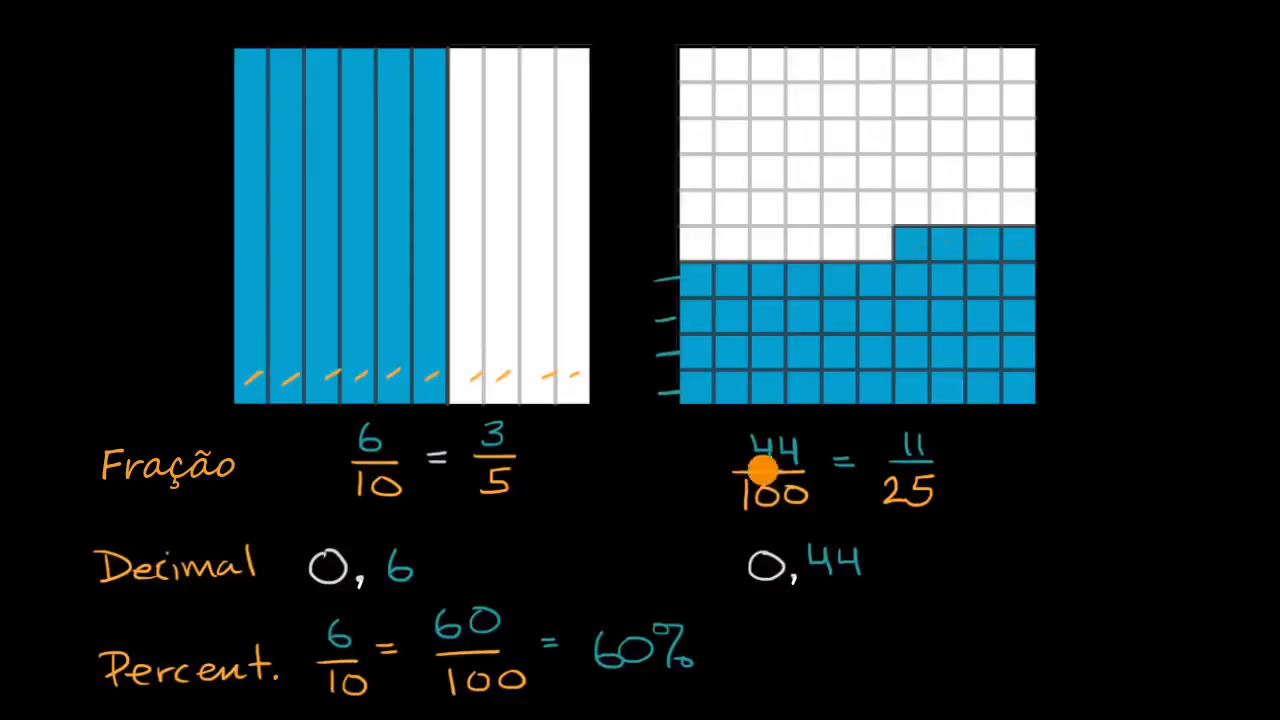 Fração 6/10 = 3/5 44/100 = 11/25
Decimal 0,6 0,44
Percent. 6/10 = 60/100 = 60%